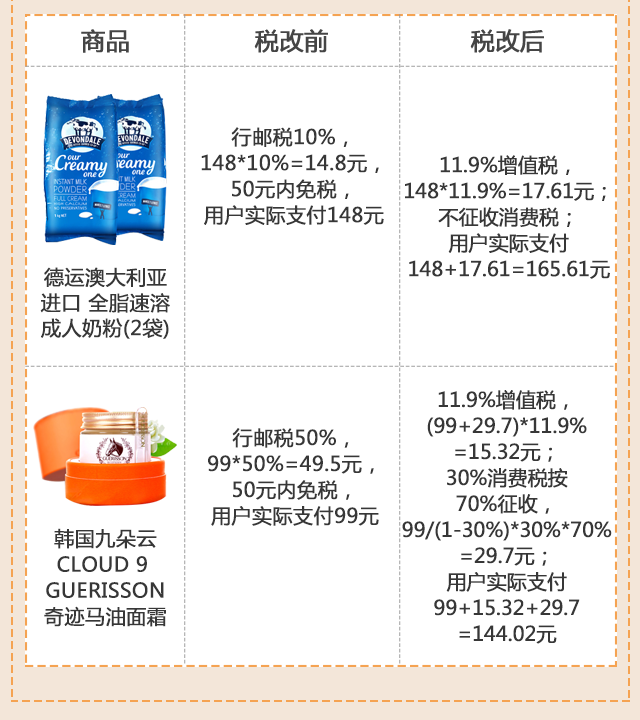 商品
税改前
税改后
DEVONDALE
our
Creamy
one
INSTANT MILK
POWDER
FULL CREAM
德运澳大利亚
进口 全脂速溶
成人奶粉(2袋)
行邮税10%，
148*10%=14.8元，
50元内免税，
用户实际支付148元
11.9%增值税，
148*11.9%=17.61元；
不征收消费税；
用户实际支付
148+17.61=165.61元
GUERISSON
韩国九朵云
CLOUD 9
GUERISSON
奇迹马油面霜
行邮税50%，
99*50%=49.5元，
50元内免税，
用户实际支付99元
11.9%增值税，
(99+29.7)*11.9%
=15.32元；
30%消费税按
70%征收，
99/(1-30%)*30%*70%
=29.7元；
用户实际支付
99+15.32+29.7
=144.02元